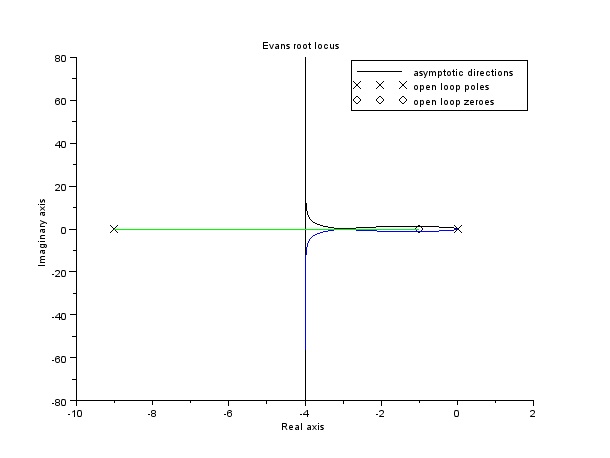 Evans root locus
asymptotic directions
open loop poles
open loop zeroes
80
60
40
20
0
-20
-40
-60
-80
Imaginary axis
-10 -8 -6 -4 -2 0 2
Real axis